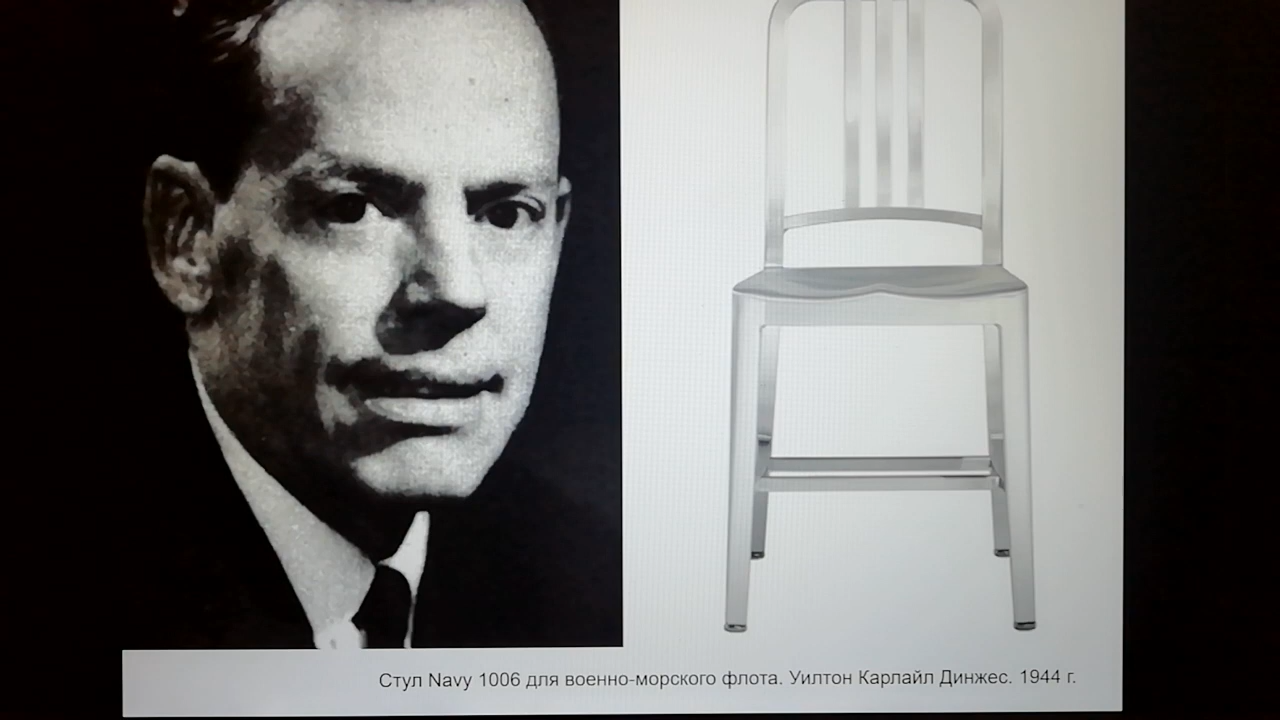 Стул Navy 1006 для военно-морского флота. Уилтон Карлайл Динжес. 1944 г.